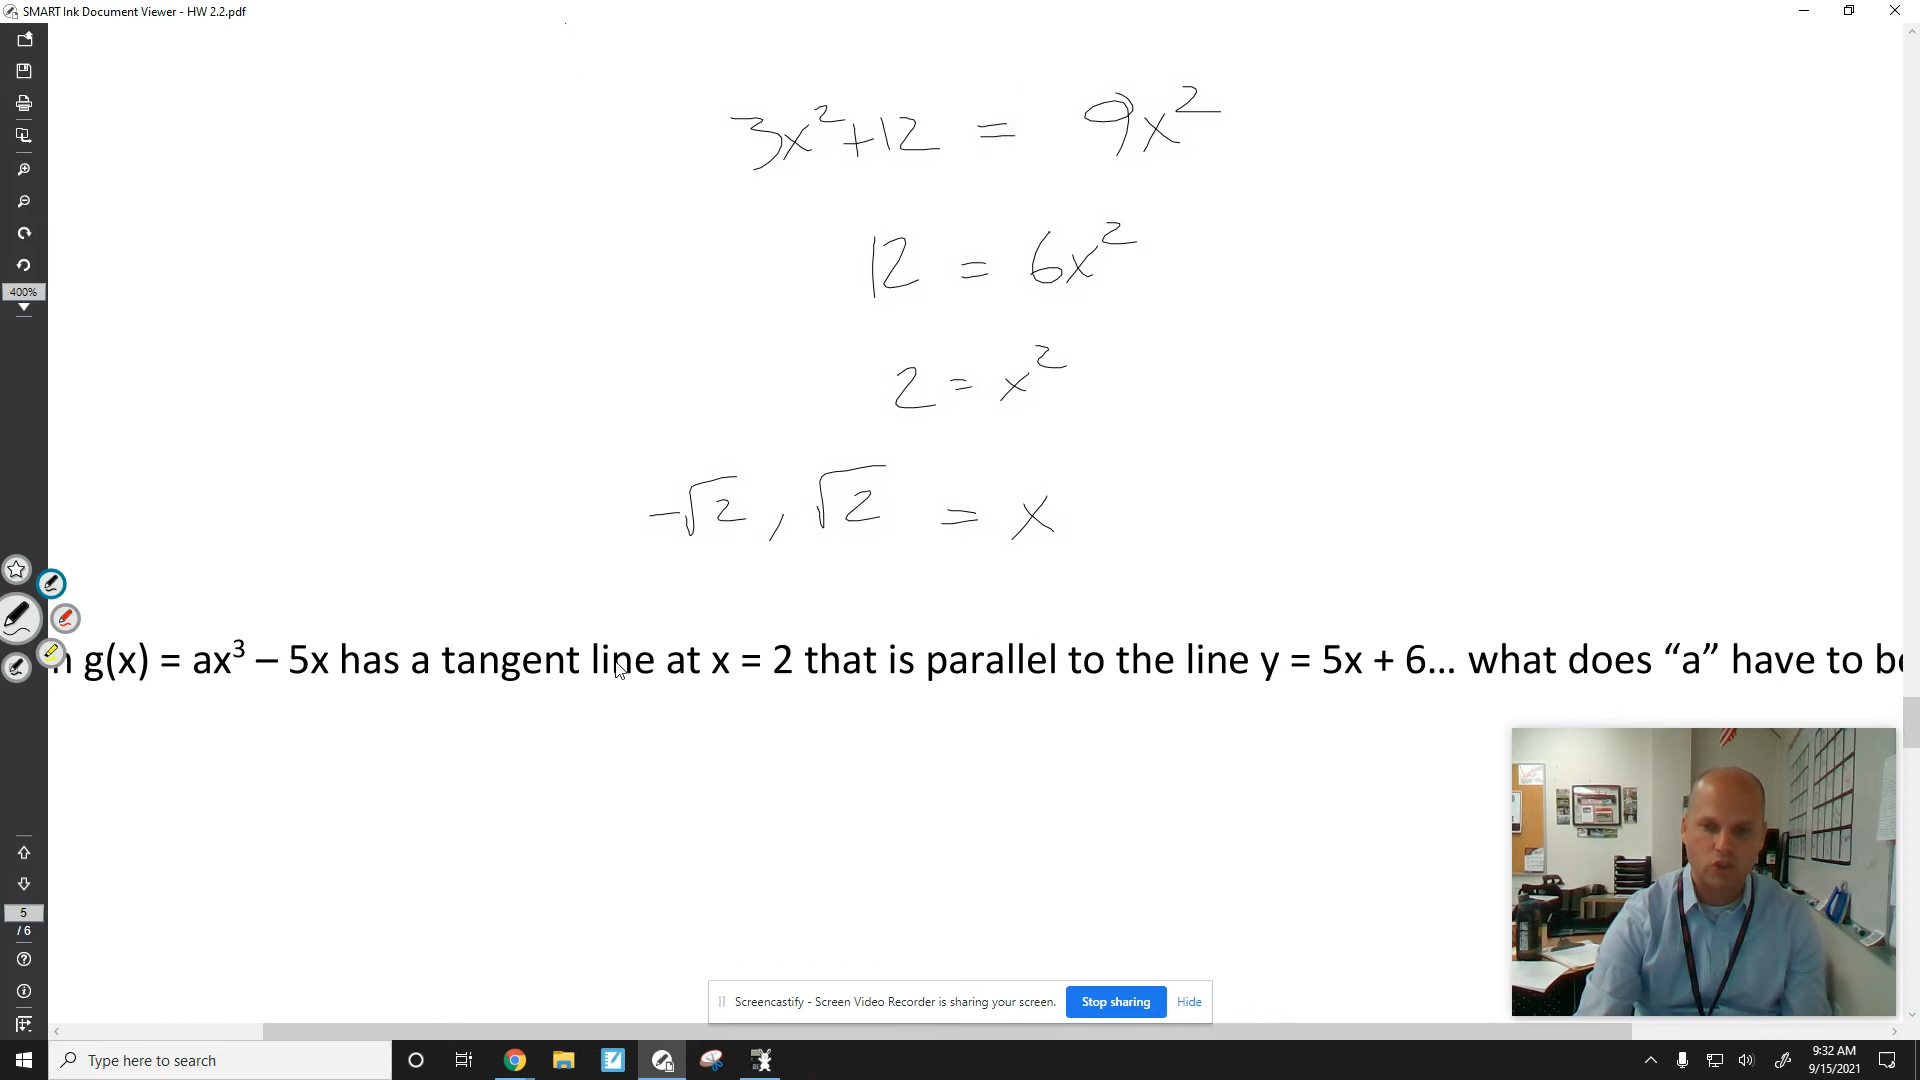 SMART Ink Document Viewer - HW 2.2.pdf
3x² + 12 = 9x²
12 = 6x²
400%
2 = x²
-√2 , √2 = x
g(x) = ax³ – 5x has a tangent line at x = 2 that is parallel to the line y = 5x + 6… what does “a” have to
5
/ 6
Screencastify - Screen Video Recorder is sharing your screen. Stop sharing Hide
Type here to search
9:32 AM
9/15/2021